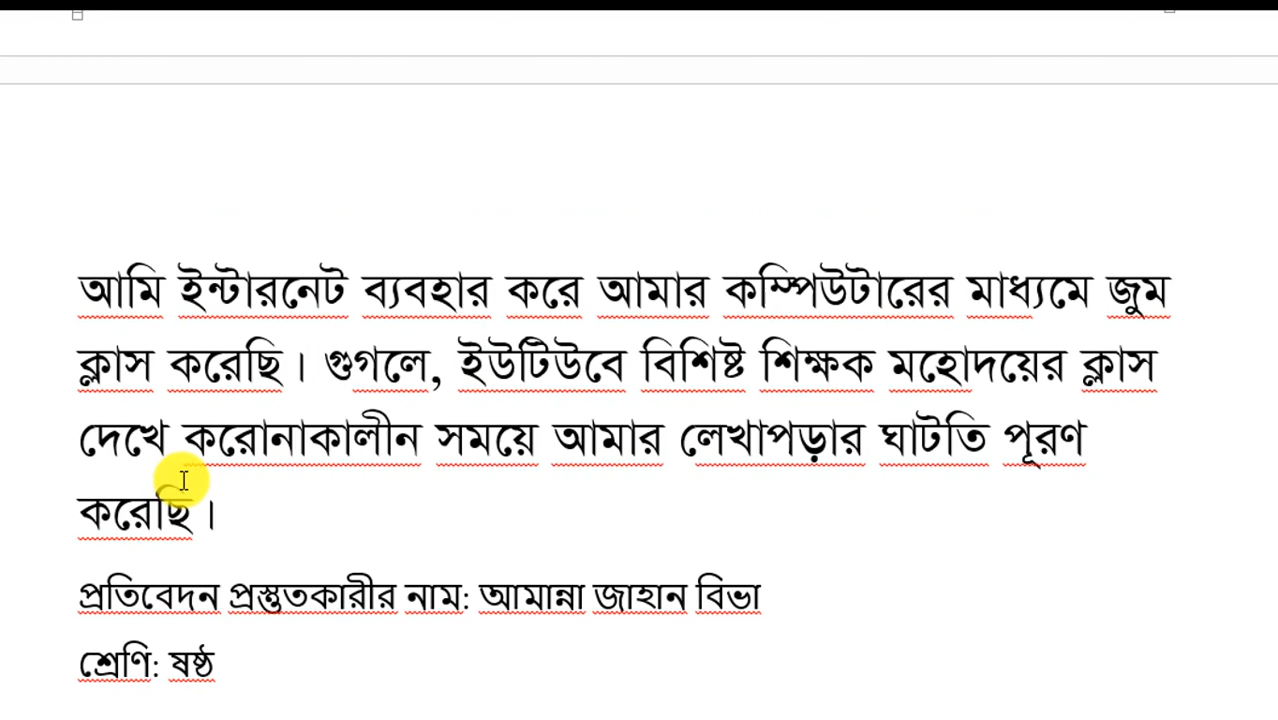 আমি ইন্টারনেট ব্যবহার করে আমার কম্পিউটারের মাধ্যমে জুম
ক্লাস করেছি। গুগলে, ইউটিউবে বিশিষ্ট শিক্ষক মহোদয়ের ক্লাস
দেখে করোনাকালীন সময়ে আমার লেখাপড়ার ঘাটতি পূরণ
করেছি।
প্রতিবেদন প্রস্তুতকারীর নাম: আমান্না জাহান বিভা
শ্রেণি: ষষ্ঠ